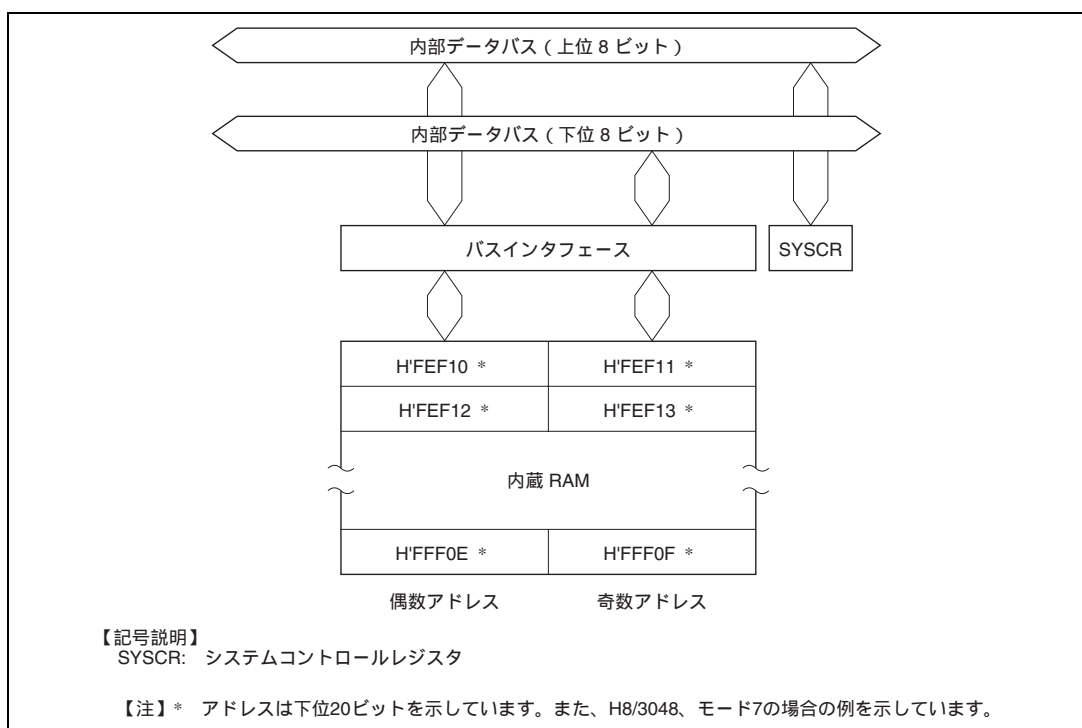 内部データバス ( 上位 8 ビット )
内部データバス ( 下位 8 ビット )
バスインタフェース
SYSCR
H'FEF10 *
H'FEF11 *
H'FEF12 *
H'FEF13 *
内蔵 RAM
H'FFF0E *
H'FFF0F *
偶数アドレス
奇数アドレス
【記号説明】
SYSCR: システムコントロールレジスタ
【注】* アドレスは下位20ビットを示しています。また、H8/3048、モード7の場合の例を示しています。